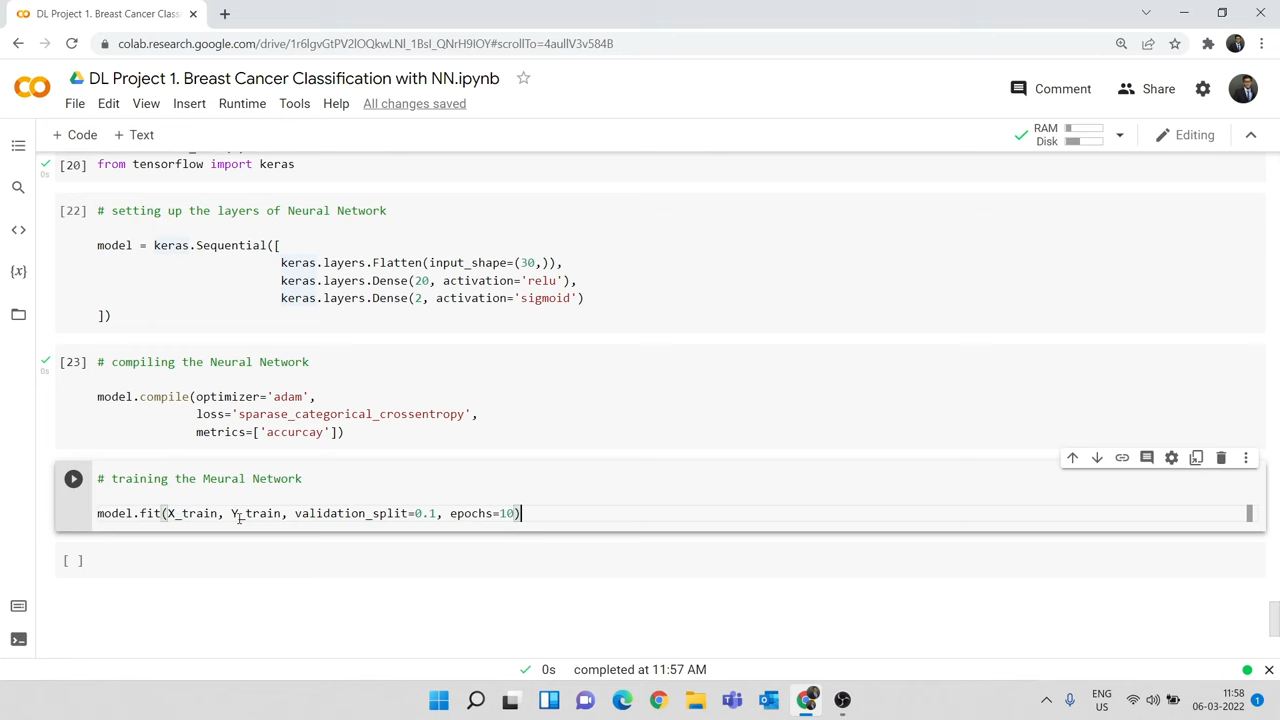 DL Project 1. Breast Cancer Class
colab.research.google.com/drive/1r6lgvGtPV2lOQkwLNl_1BsI_QNrH9IOY#scrollTo=4aullV3v584B
DL Project 1. Breast Cancer Classification with NN.ipynb
Comment
Share
File Edit View Insert Runtime Tools Help All changes saved
+ Code + Text
RAM
Disk
Editing
[20] from tensorflow import keras
0s
[22] # setting up the layers of Neural Network
model = keras.Sequential([
keras.layers.Flatten(input_shape=(30,)),
keras.layers.Dense(20, activation='relu'),
keras.layers.Dense(2, activation='sigmoid')
])
[23] # compiling the Neural Network
0s
model.compile(optimizer='adam',
loss='sparase_categorical_crossentropy',
metrics=['accurcay'])
# training the Meural Network
model.fit(X_train, Y_train, validation_split=0.1, epochs=10)
[ ]
0s completed at 11:57 AM
ENG
US
11:58
06-03-2022
1